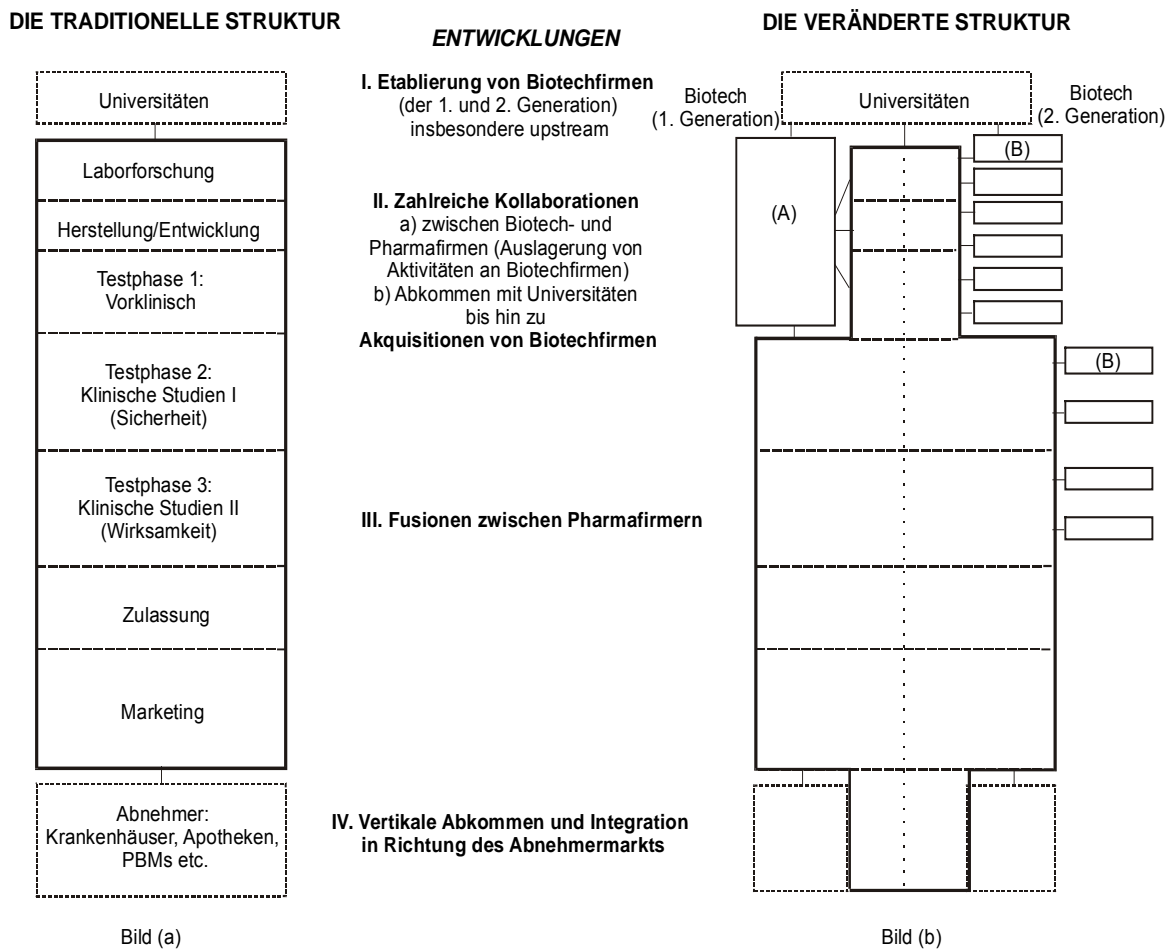 DIE TRADITIONELLE STRUKTUR
Universitäten
Laborforschung
Herstellung/Entwicklung
Testphase 1:
Vorklinisch
Testphase 2:
Klinische Studien I
(Sicherheit)
Testphase 3:
Klinische Studien II
(Wirksamkeit)
Zulassung
Marketing
Abnehmer:
Krankenhäuser, Apotheken,
PBMs etc.
Bild (a)
ENTWICKLUNGEN
I. Etablierung von Biotechfirmen
(der 1. und 2. Generation)
insbesondere upstream
II. Zahlreiche Kollaborationen
a) zwischen Biotech- und
Pharmafirmen (Auslagerung von
Aktivitäten an Biotechfirmen)
b) Abkommen mit Universitäten
bis hin zu
Akquisitionen von Biotechfirmen
III. Fusionen zwischen Pharmafirmern
IV. Vertikale Abkommen und Integration
in Richtung des Abnehmermarkts
DIE VERÄNDERTE STRUKTUR
Biotech
(1. Generation)
Universitäten
Biotech
(2. Generation)
(A)
(B)
(B)
Bild (b)